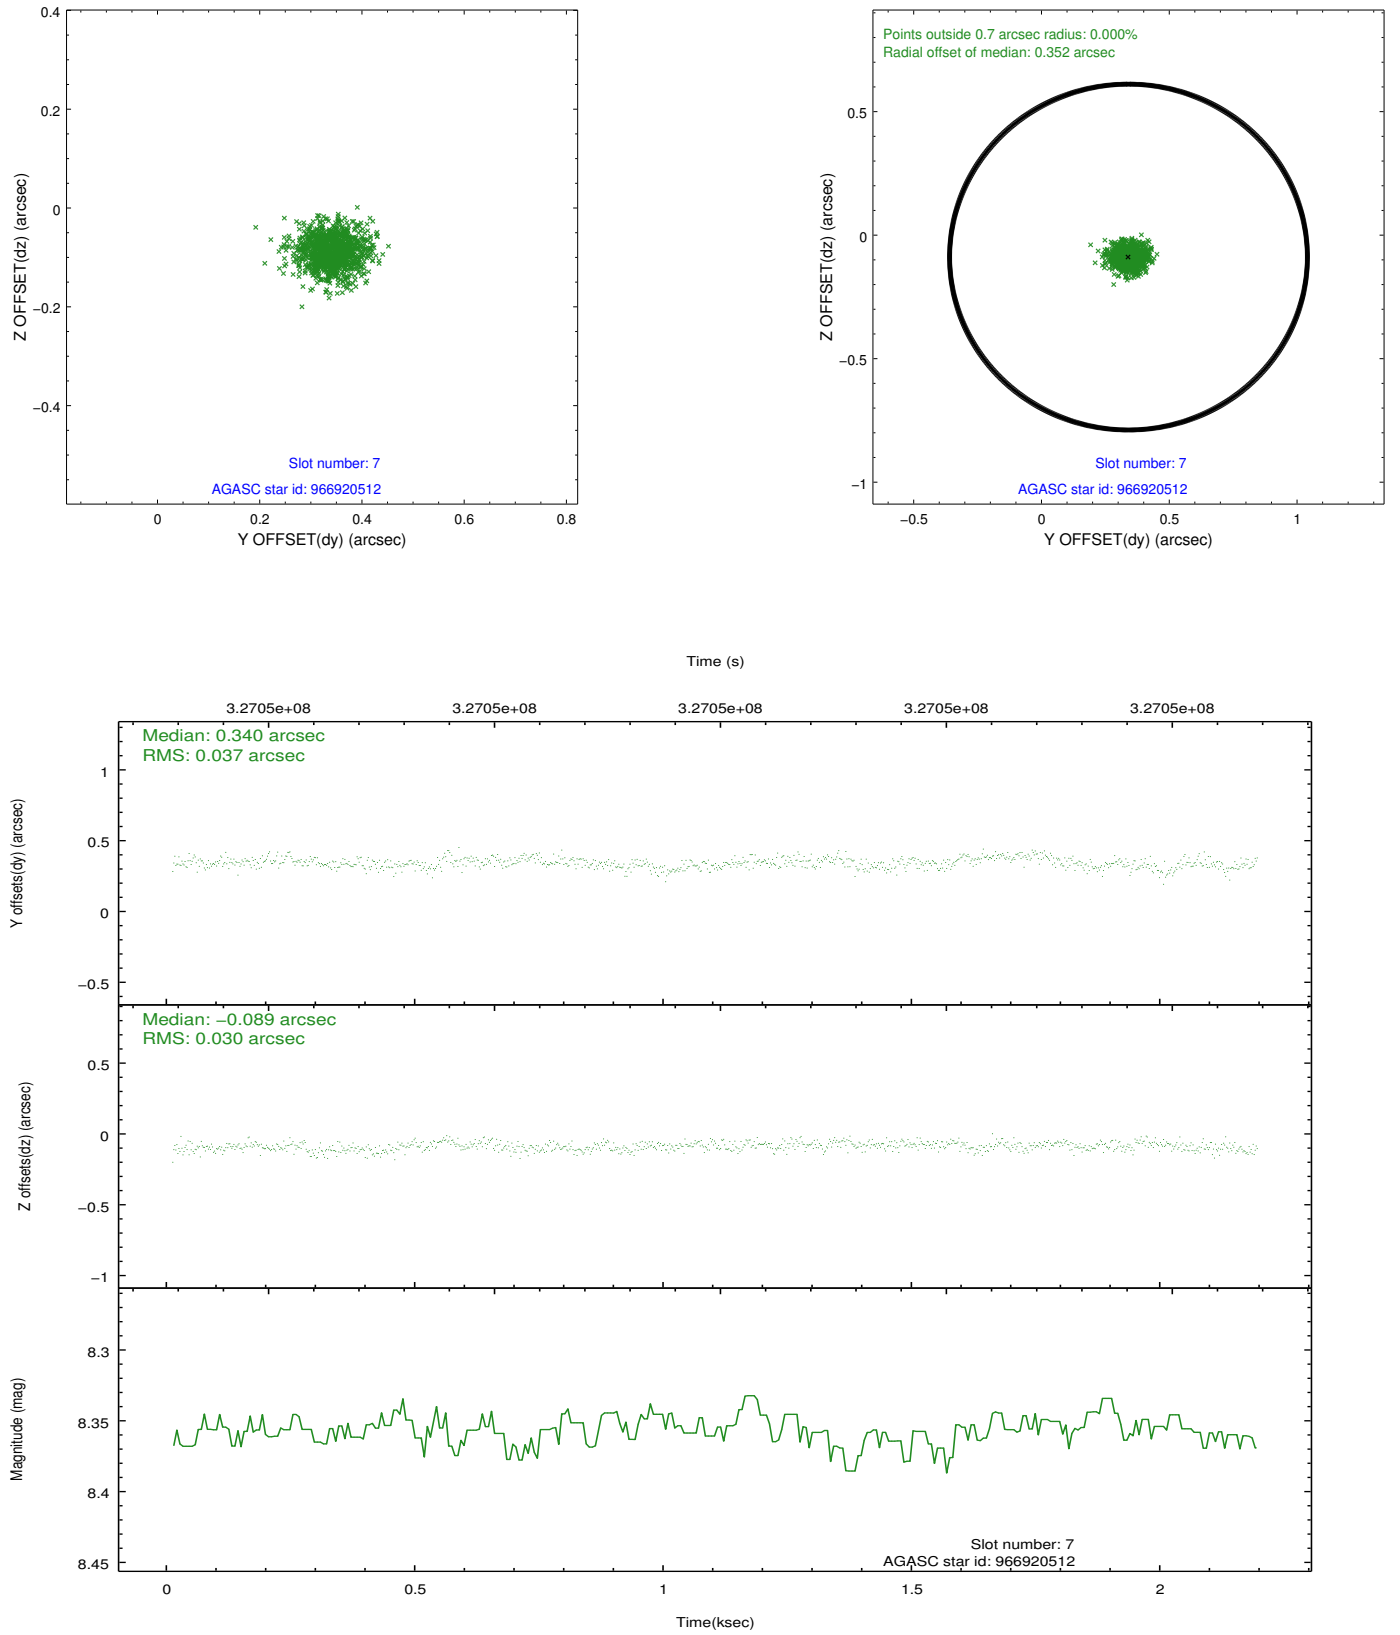 0.4
0.2
0
−0.2
−0.4
Z OFFSET(dz) (arcsec)
Slot number: 7
AGASC star id: 966920512
0 0.2 0.4 0.6 0.8
Y OFFSET(dy) (arcsec)
Points outside 0.7 arcsec radius: 0.000%
Radial offset of median: 0.352 arcsec
0.5
0
−0.5
−1
Z OFFSET(dz) (arcsec)
Slot number: 7
AGASC star id: 966920512
−0.5 0 0.5 1
Y OFFSET(dy) (arcsec)
Time (s)
3.2705e+08 3.2705e+08 3.2705e+08 3.2705e+08 3.2705e+08
Median: 0.340 arcsec
RMS: 0.037 arcsec
1
0.5
0
−0.5
Y offsets(dy) (arcsec)
Median: −0.089 arcsec
RMS: 0.030 arcsec
0.5
0
−0.5
−1
Z offsets(dz) (arcsec)
8.3
8.35
8.4
8.45
Magnitude (mag)
Slot number: 7
AGASC star id: 966920512
0 0.5 1 1.5 2
Time(ksec)